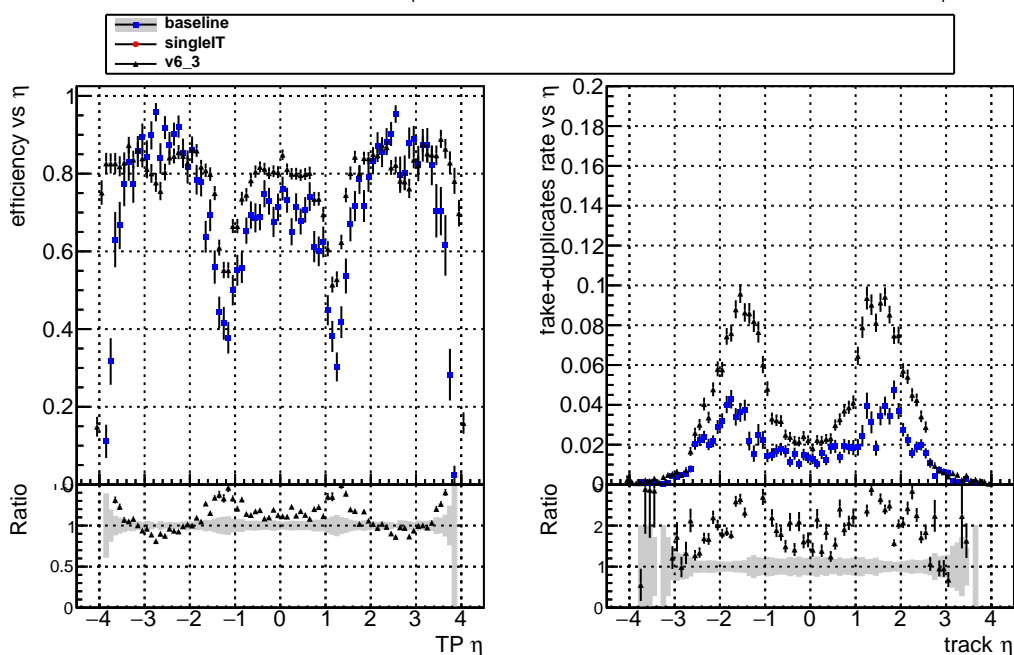 baseline
singleIT
v6_3
efficiency vs η
1
0.8
0.6
0.4
0.2
0
Ratio
1
0.5
0
−4 −3 −2 −1 0 1 2 3 4
TP η
fake+duplicates rate vs η
0.2
0.18
0.16
0.14
0.12
0.1
0.08
0.06
0.04
0.02
0
Ratio
2
1
0
−4 −3 −2 −1 0 1 2 3 4
track η